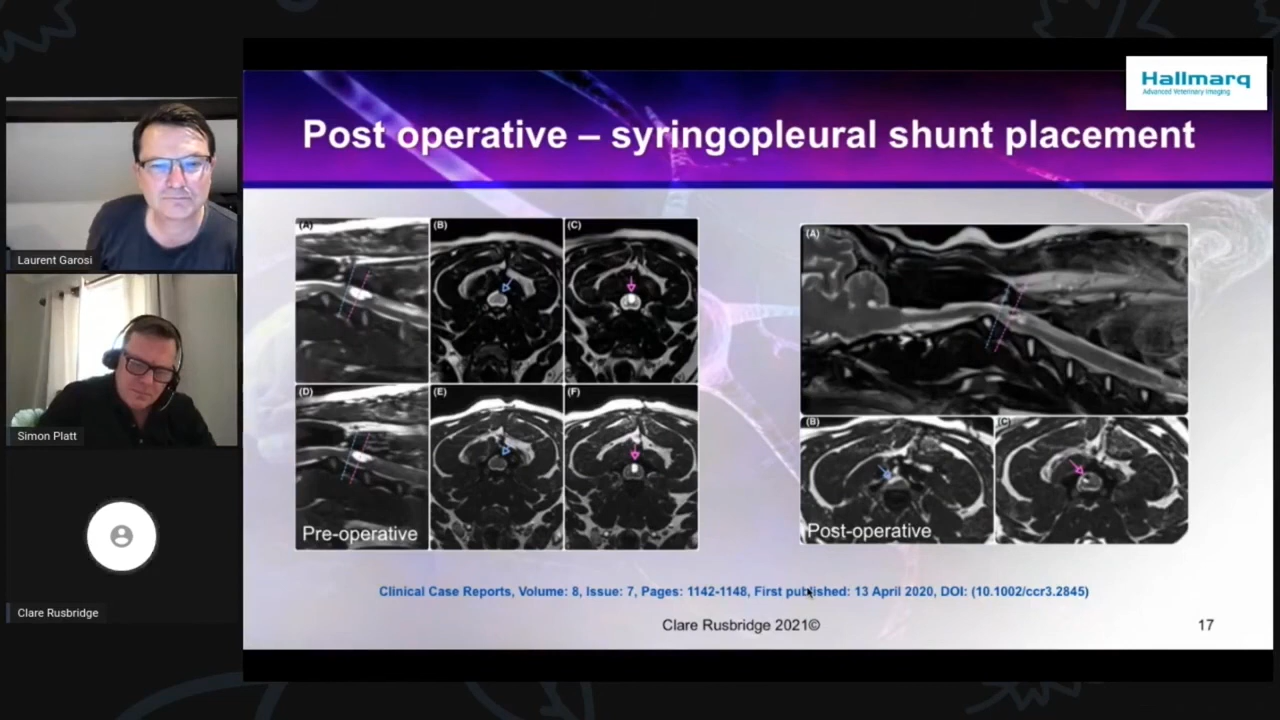 Hallmarq
Advanced Veterinary Imaging
Post operative – syringopleural shunt placement
Laurent Garosi
Simon Platt
Clare Rusbridge
(A)
(B)
(C)
(D)
(E)
(F)
Pre-operative
(A)
(B)
(C)
Post-operative
Clinical Case Reports, Volume: 8, Issue: 7, Pages: 1142-1148, First published: 13 April 2020, DOI: (10.1002/ccr3.2845)
Clare Rusbridge 2021©
17